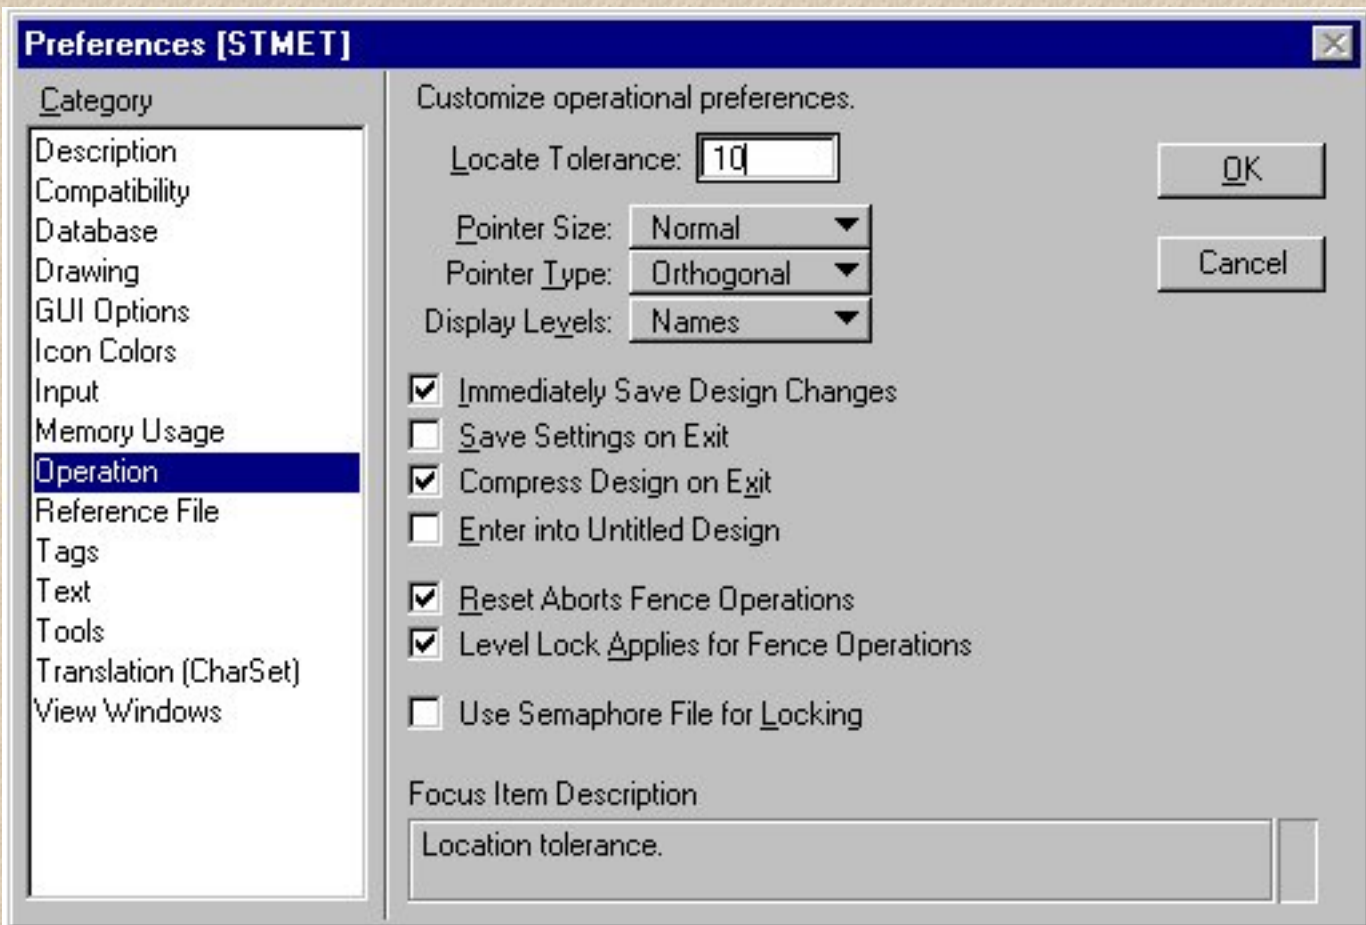 Preferences [STMET]
Category
Description
Compatibility
Database
Drawing
GUI Options
Icon Colors
Input
Memory Usage
Operation
Reference File
Tags
Text
Tools
Translation (CharSet)
View Windows
Customize operational preferences.
Locate Tolerance: 10
Pointer Size: Normal
Pointer Type: Orthogonal
Display Levels: Names
Immediately Save Design Changes
Save Settings on Exit
Compress Design on Exit
Enter into Untitled Design
Reset Aborts Fence Operations
Level Lock Applies for Fence Operations
Use Semaphore File for Locking
Focus Item Description
Location tolerance.
OK
Cancel